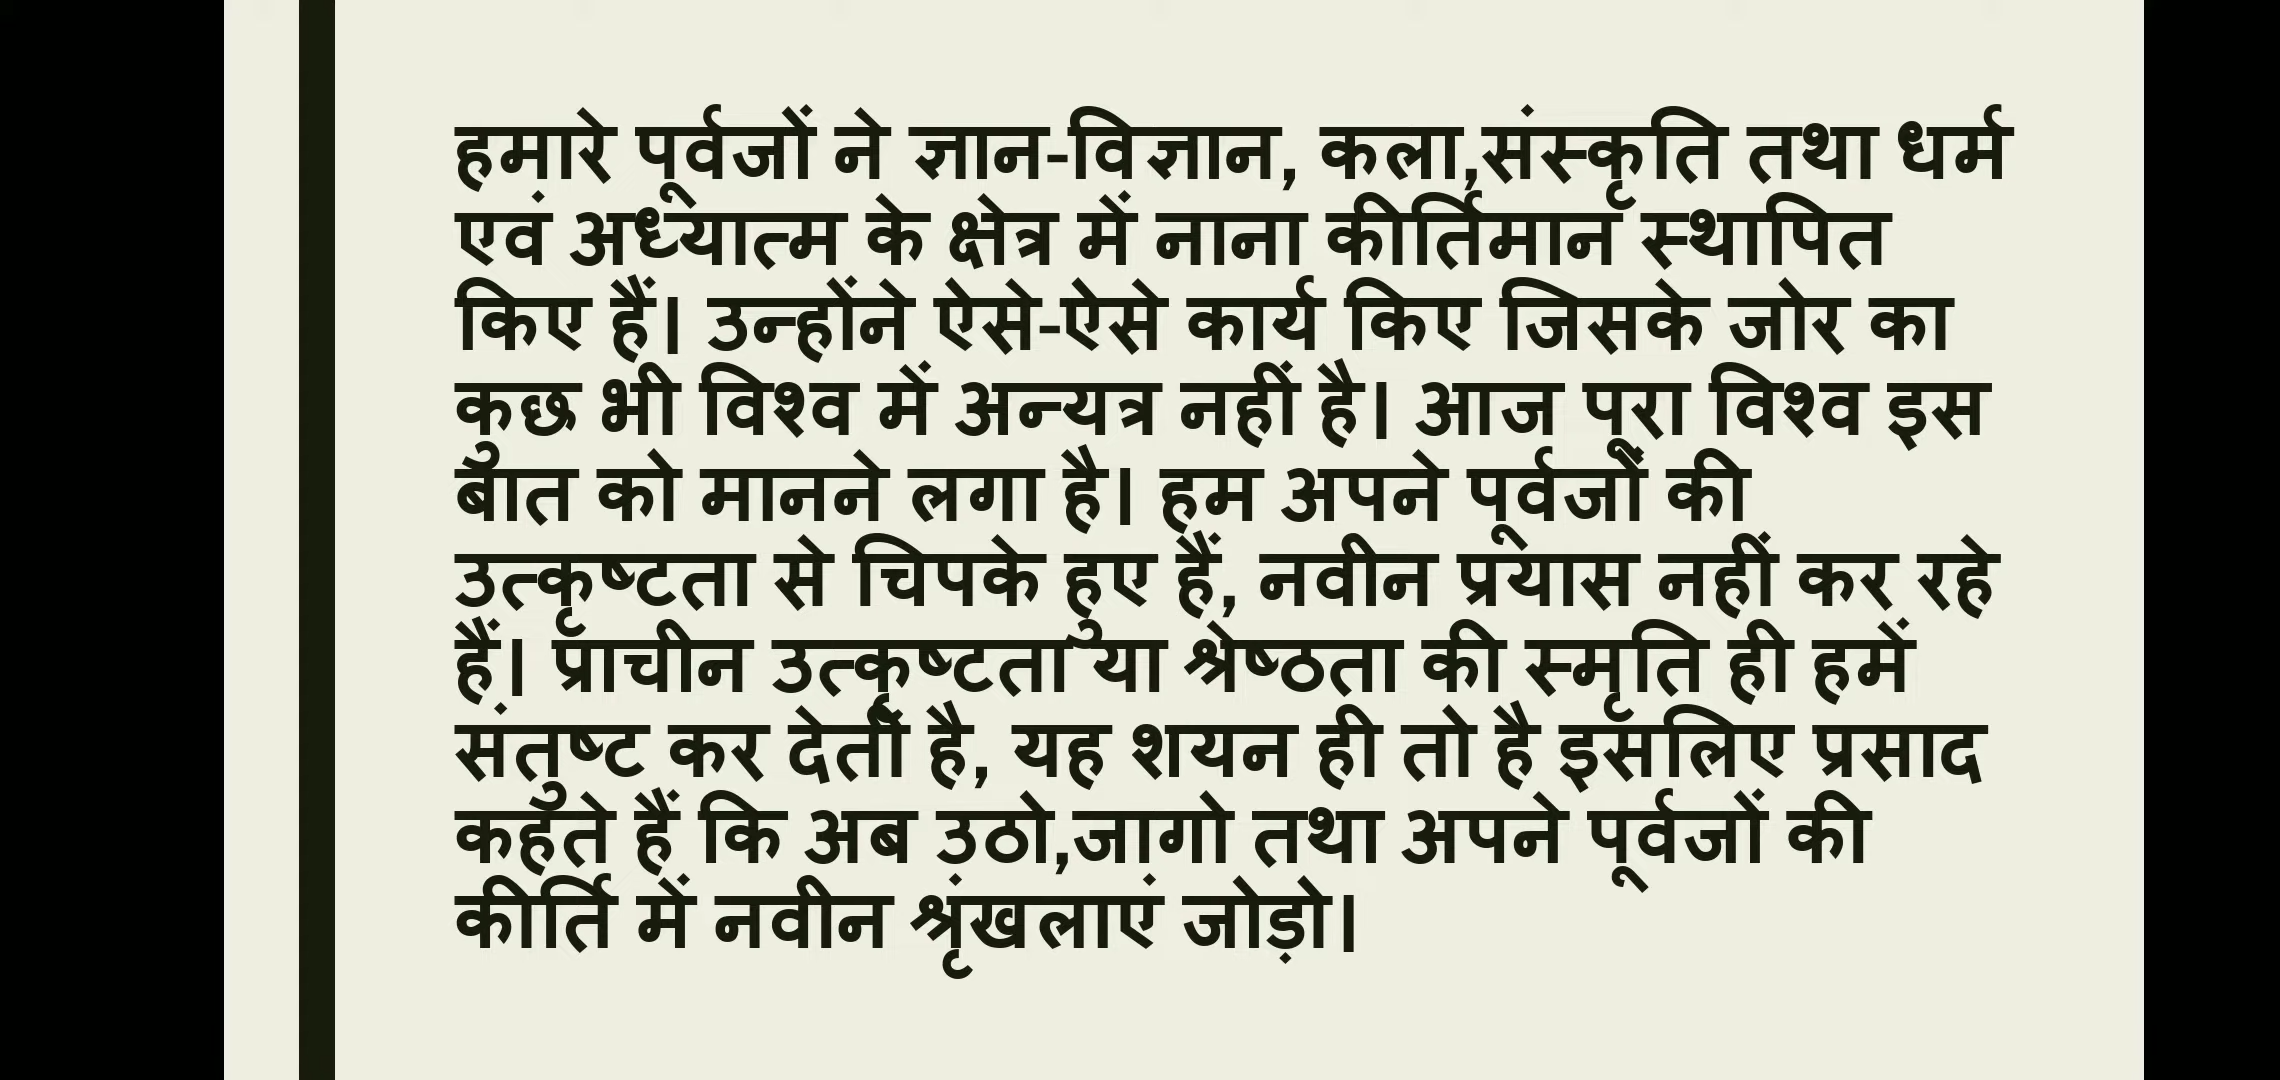 हमारे पूर्वजों ने ज्ञान-विज्ञान, कला,संस्कृति तथा धर्म
एवं अध्यात्म के क्षेत्र में नाना कीर्तिमान स्थापित
किए हैं। उन्होंने ऐसे-ऐसे कार्य किए जिसके जोर का
कुछ भी विश्व में अन्यत्र नहीं है। आज पूरा विश्व इस
बात को मानने लगा है। हम अपने पूर्वजों की
उत्कृष्टता से चिपके हुए हैं, नवीन प्रयास नहीं कर रहे
हैं। प्राचीन उत्कृष्टता या श्रेष्ठता की स्मृति ही हमें
संतुष्ट कर देती है, यह शयन ही तो है इसलिए प्रसाद
कहते हैं कि अब उठो,जागो तथा अपने पूर्वजों की
कीर्ति में नवीन श्रृंखलाएं जोड़ो।